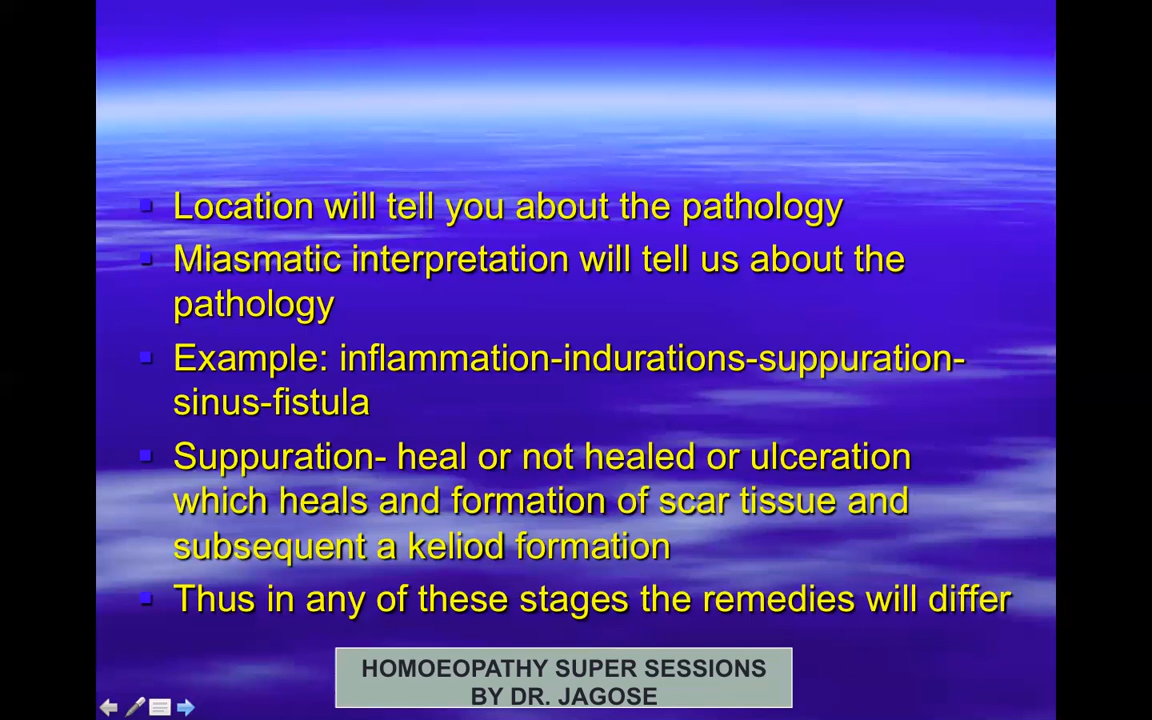 Location will tell you about the pathology
Miasmatic interpretation will tell us about the
pathology
Example: inflammation-indurations-suppuration-
sinus-fistula
Suppuration- heal or not healed or ulceration
which heals and formation of scar tissue and
subsequent a keliod formation
Thus in any of these stages the remedies will differ
HOMOEOPATHY SUPER SESSIONS
BY DR. JAGOSE